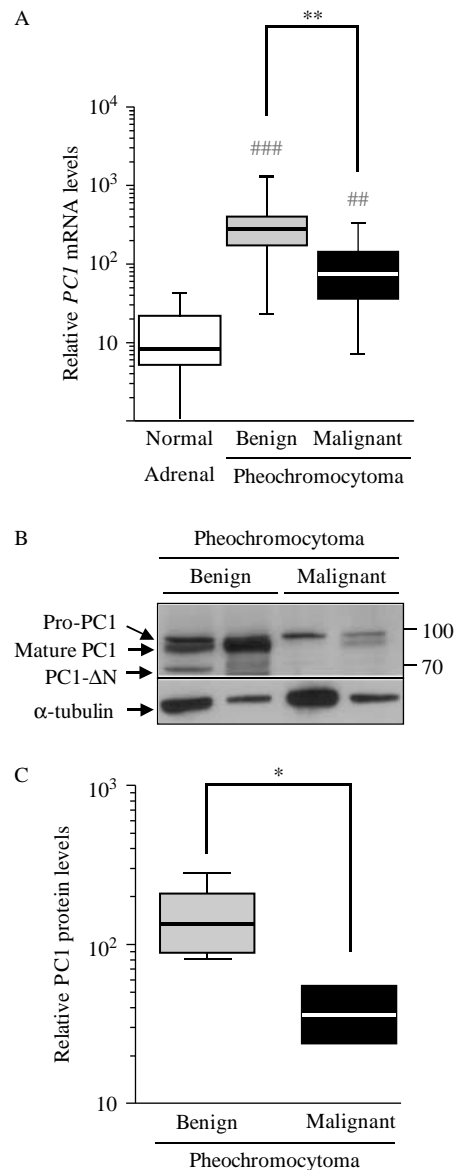 A
**
Relative PC1 mRNA levels
10⁴
10³
10²
10
###
##
Normal Benign Malignant
Adrenal Pheochromocytoma
B
Pheochromocytoma
Benign Malignant
Pro-PC1
Mature PC1
PC1-ΔN
α-tubulin
100
70
C
*
Relative PC1 protein levels
10³
10²
10
Benign Malignant
Pheochromocytoma